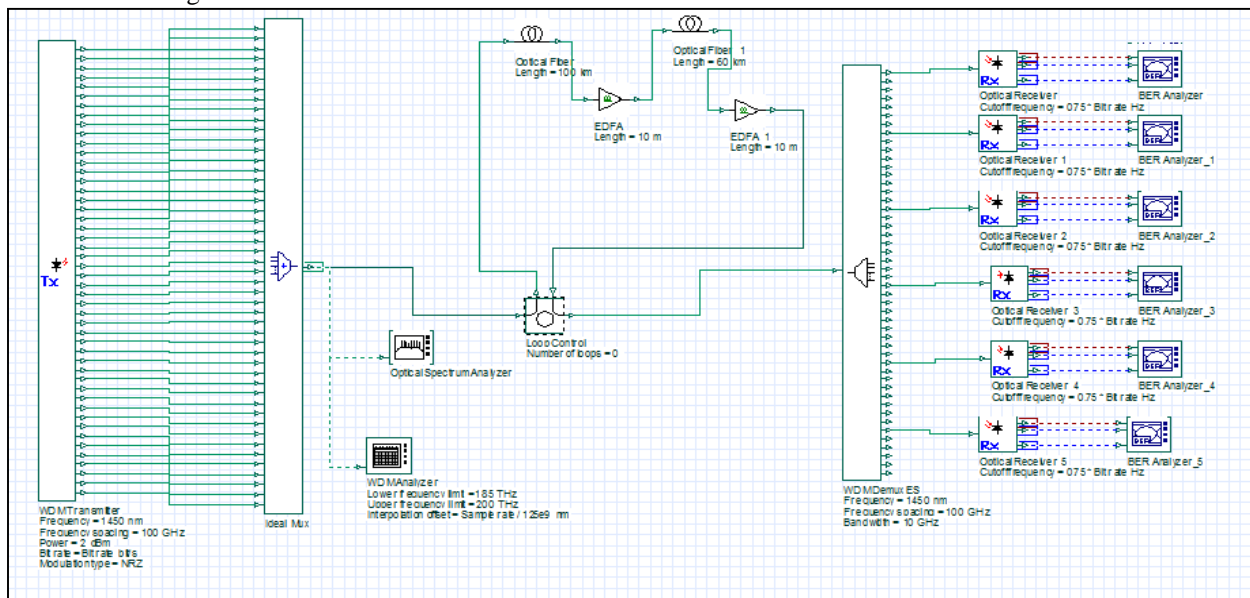 Optical Fiber
Length = 100 km
EDFA
Length = 10 m
Optical Fiber 1
Length = 60 km
EDFA 1
Length = 10 m
Tx
WDM Transmitter
Frequency = 1450 nm
Frequency spacing = 100 GHz
Power = 2 dBm
Bit rate = Bit rate bit/s
Modulation type = NRZ
Ideal Mux
Optical Spectrum Analyzer
WDM Analyzer
Lower frequency limit = 185 THz
Upper frequency limit = 200 THz
Interpolation offset = Sample rate / 125e9 nm
Loop Control
Number of loops = 0
WDM Demux ES
Frequency = 1450 nm
Frequency spacing = 100 GHz
Bandwidth = 10 GHz
Rx
Optical Receiver
Cutoff frequency = 0.75 * Bit rate Hz
BER Analyzer
Rx
Optical Receiver 1
Cutoff frequency = 0.75 * Bit rate Hz
BER Analyzer_1
Rx
Optical Receiver 2
Cutoff frequency = 0.75 * Bit rate Hz
BER Analyzer_2
Rx
Optical Receiver 3
Cutoff frequency = 0.75 * Bit rate Hz
BER Analyzer_3
Rx
Optical Receiver 4
Cutoff frequency = 0.75 * Bit rate Hz
BER Analyzer_4
Rx
Optical Receiver 5
Cutoff frequency = 0.75 * Bit rate Hz
BER Analyzer_5